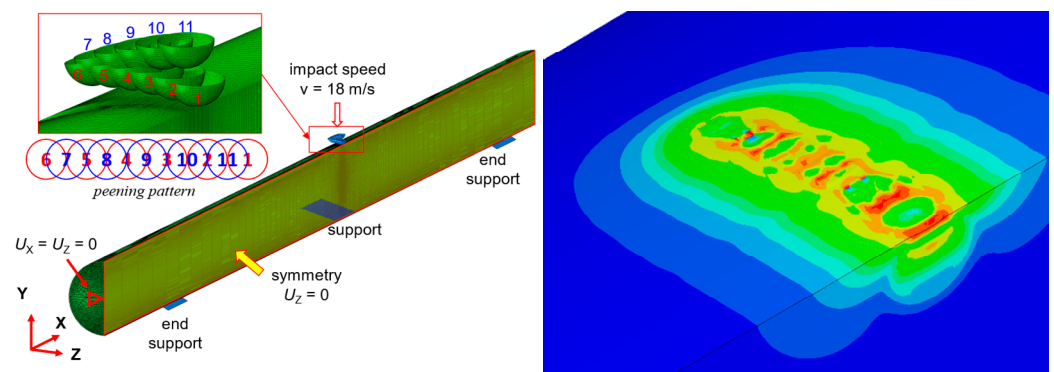 7 8 9 10 11
6 5 4 3 2 1
6 7 5 8 4 9 3 10 2 11 1
peening pattern
impact speed
v = 18 m/s
end
support
support
U_X = U_Z = 0
symmetry
U_Z = 0
Y
X
Z
end
support